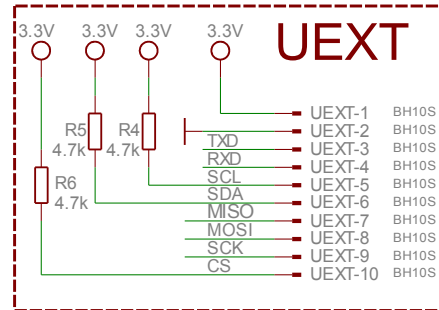 3.3V 3.3V 3.3V 3.3V UEXT
UEXT-1 BH10S
UEXT-2 BH10S
TXD UEXT-3 BH10S
RXD UEXT-4 BH10S
SCL UEXT-5 BH10S
SDA UEXT-6 BH10S
MISO UEXT-7 BH10S
MOSI UEXT-8 BH10S
SCK UEXT-9 BH10S
CS UEXT-10 BH10S
R5 R4
4.7k 4.7k
R6
4.7k